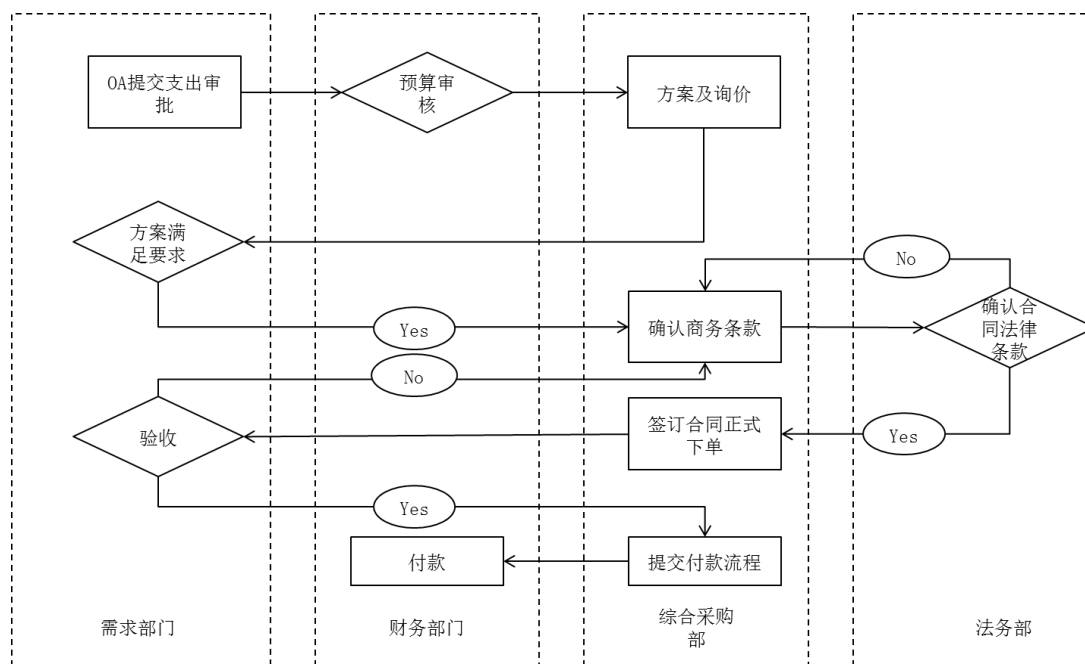 OA提交支出审
批
预算审
核
方案及询价
方案满
足要求
No
Yes
确认商务条款
确认合
同法律
条款
No
验收
签订合同正式
下单
Yes
Yes
付款
提交付款流程
需求部门
财务部门
综合采购
部
法务部